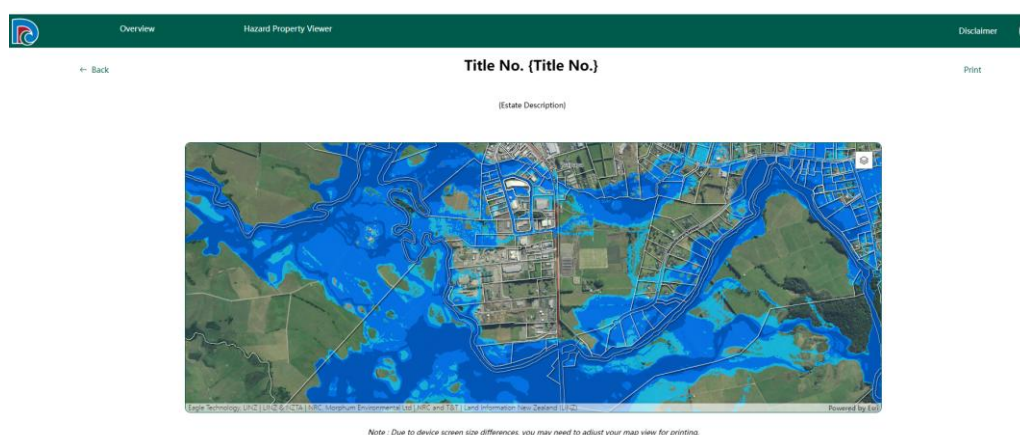 Overview Hazard Property Viewer Disclaimer
← Back Title No. {Title No.} Print
{Estate Description}
Eagle Technology, LINZ | LINZ & NZTA | NRC, Morphum Environmental Ltd | NRC and T&T | Land Information New Zealand (LINZ) Powered by Esri
Note : Due to device screen size differences, you may need to adjust your map view for printing.